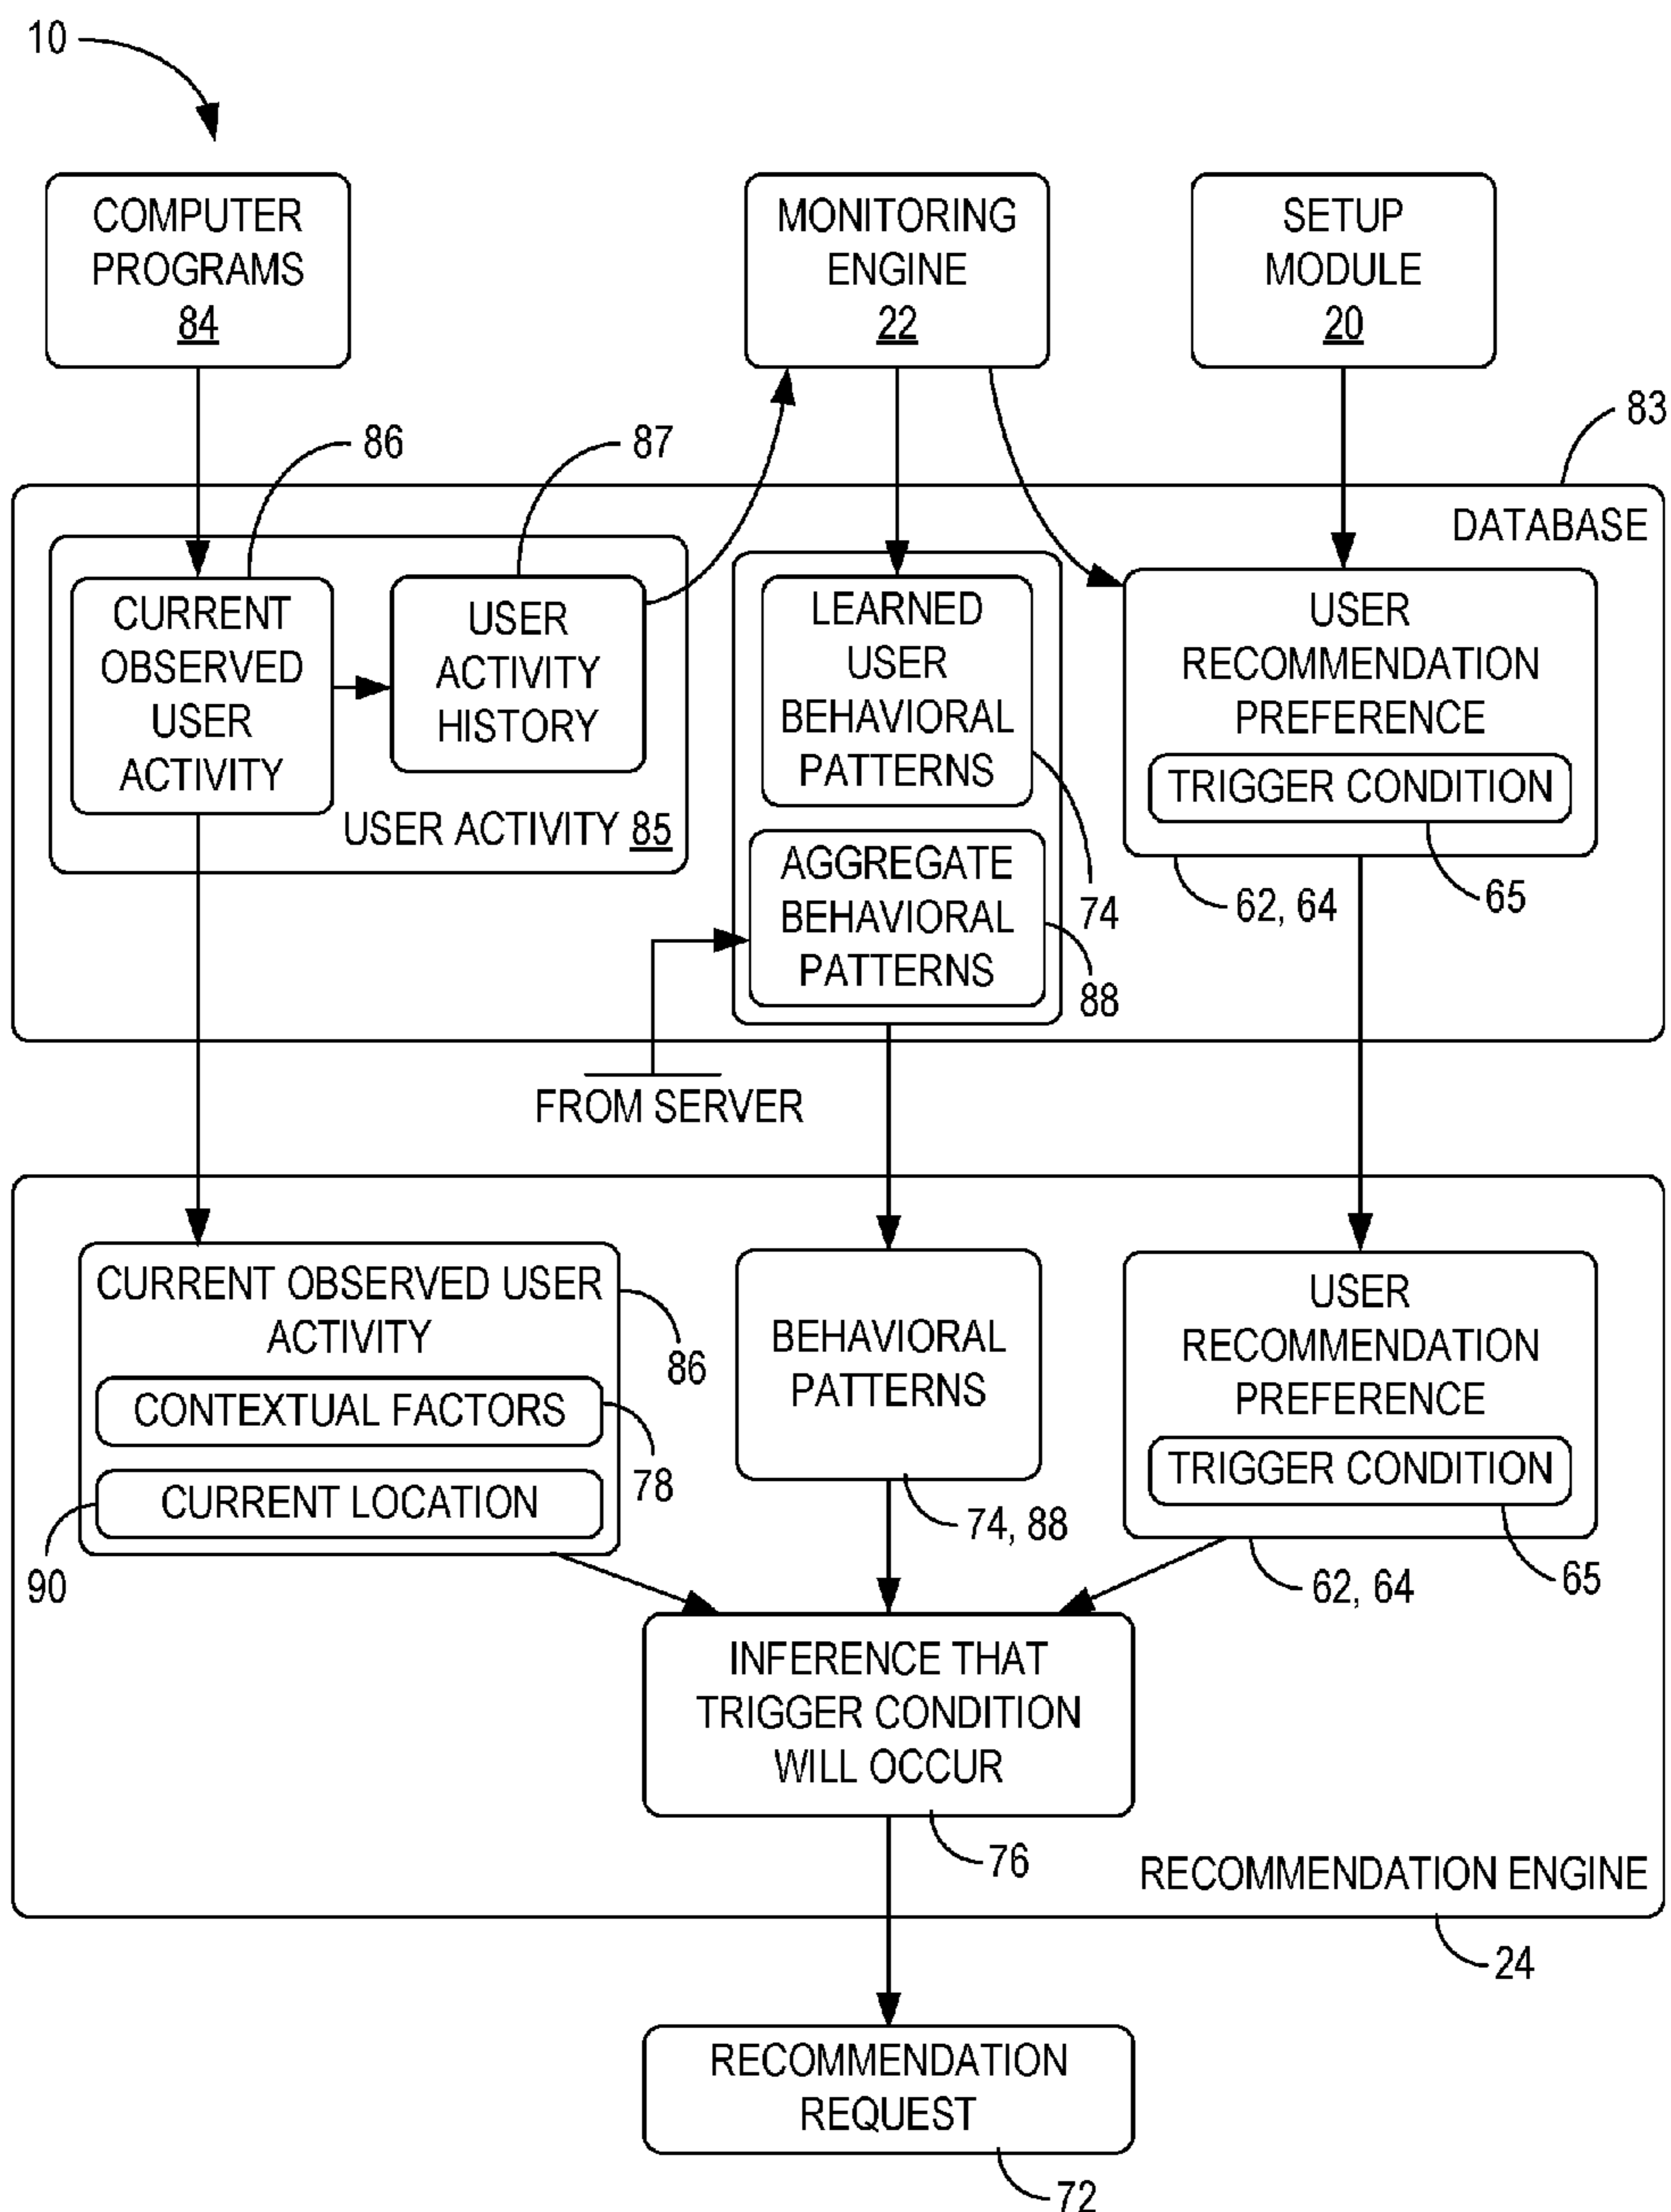 10
COMPUTER
PROGRAMS
84
MONITORING
ENGINE
22
SETUP
MODULE
20
83
86
87
DATABASE
CURRENT
OBSERVED
USER
ACTIVITY
USER
ACTIVITY
HISTORY
USER ACTIVITY 85
LEARNED
USER
BEHAVIORAL
PATTERNS
74
AGGREGATE
BEHAVIORAL
PATTERNS
88
USER
RECOMMENDATION
PREFERENCE
TRIGGER CONDITION
62, 64
65
FROM SERVER
CURRENT OBSERVED USER
ACTIVITY
86
CONTEXTUAL FACTORS
78
CURRENT LOCATION
90
BEHAVIORAL
PATTERNS
74, 88
USER
RECOMMENDATION
PREFERENCE
TRIGGER CONDITION
62, 64
65
INFERENCE THAT
TRIGGER CONDITION
WILL OCCUR
76
RECOMMENDATION ENGINE
24
RECOMMENDATION
REQUEST
72